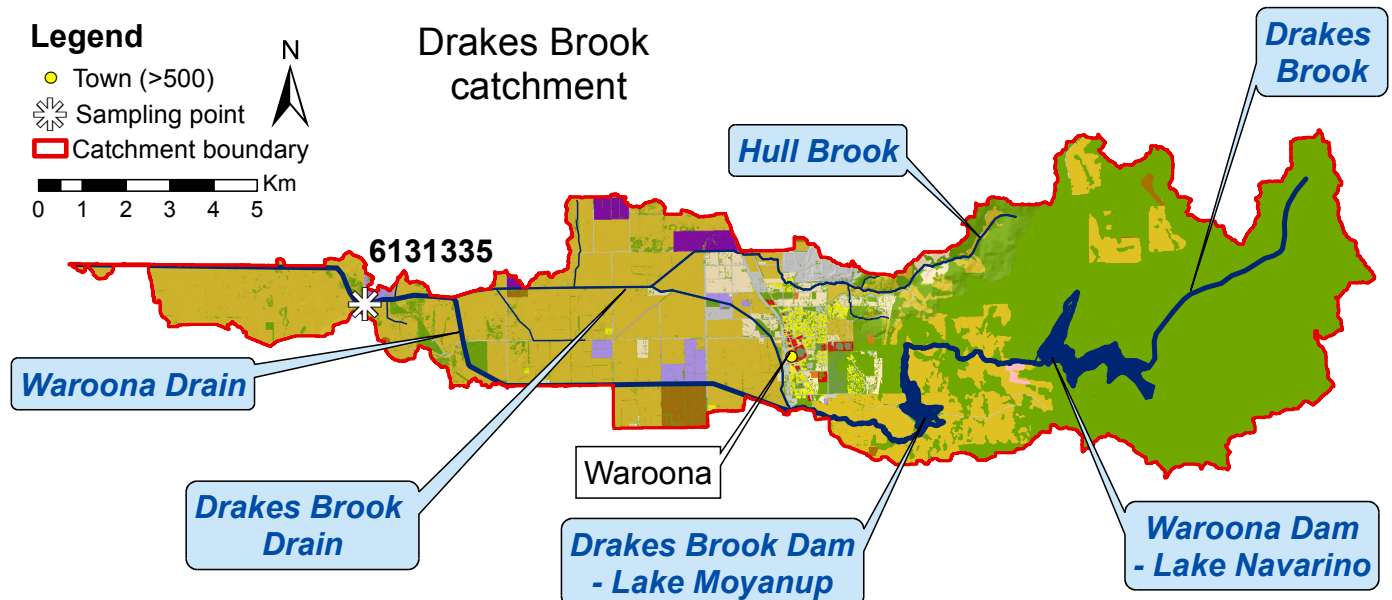 Legend
Town (>500)
Sampling point
Catchment boundary
Km
0 1 2 3 4 5
N
Drakes Brook
catchment
Drakes
Brook
Hull Brook
6131335
Waroona Drain
Drakes Brook
Drain
Waroona
Drakes Brook Dam
- Lake Moyanup
Waroona Dam
- Lake Navarino